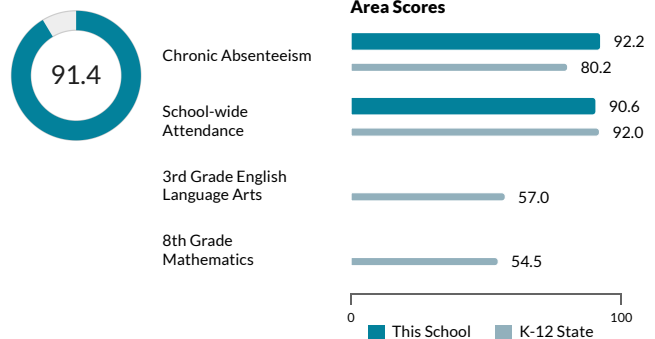 Area Scores
91.4
Chronic Absenteeism
92.2
80.2
School-wide
Attendance
90.6
92.0
3rd Grade English
Language Arts
57.0
8th Grade
Mathematics
54.5
0
100
This School
K-12 State